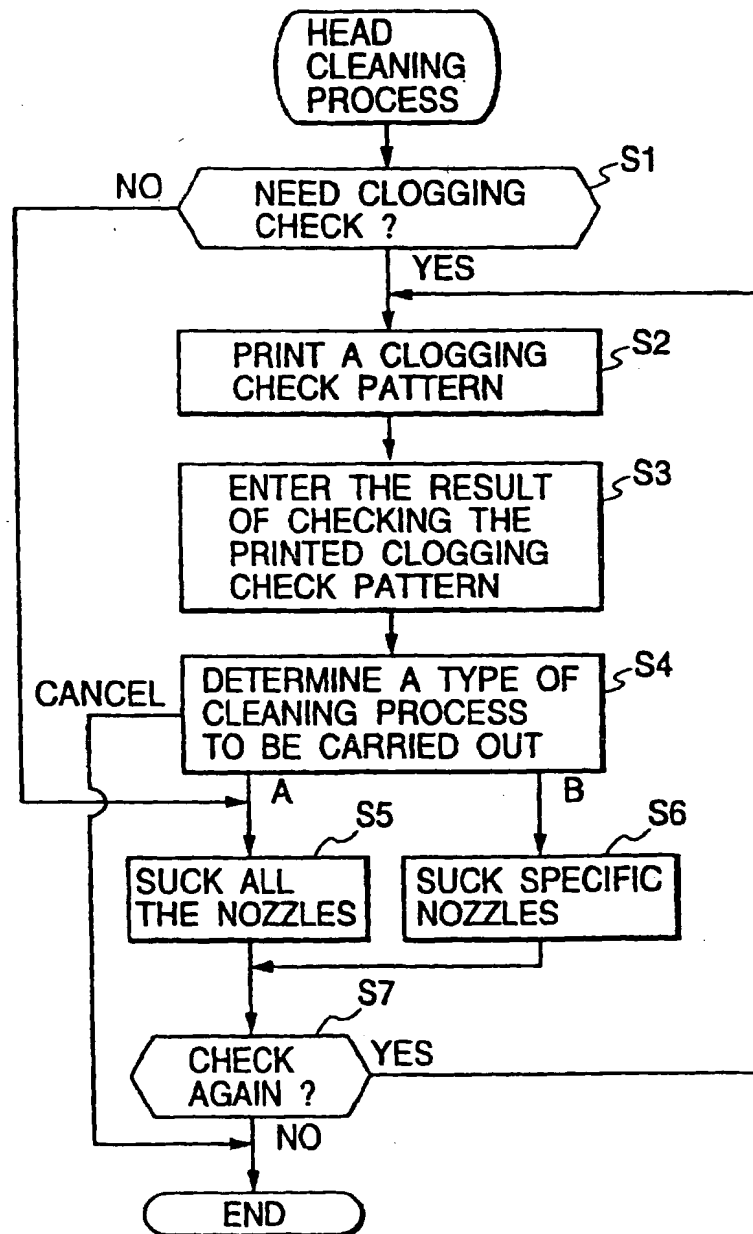 HEAD
CLEANING
PROCESS
S1
NO
NEED CLOGGING
CHECK ?
YES
S2
PRINT A CLOGGING
CHECK PATTERN
S3
ENTER THE RESULT
OF CHECKING THE
PRINTED CLOGGING
CHECK PATTERN
S4
CANCEL
DETERMINE A TYPE OF
CLEANING PROCESS
TO BE CARRIED OUT
A
B
S5
S6
SUCK ALL
THE NOZZLES
SUCK SPECIFIC
NOZZLES
S7
CHECK
AGAIN ?
YES
NO
END